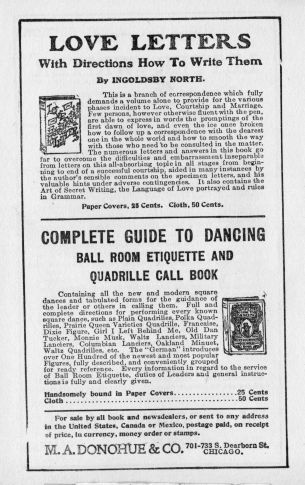 LOVE LETTERS
With Directions How To Write Them
By INGOLDSBY NORTH.
This is a branch of correspondence which fully
demands a volume alone to provide for the various
phases incident to Love, Courtship and Marriage.
Few persons, however otherwise fluent with the pen,
are able to express in words the promptings of the
first dawn of love, and even the ice once broken
how to follow up a correspondence with the dearest
one in the whole world and how to smooth the way
with those who need to be consulted in the matter.
The numerous letters and answers in this book go
far to overcome the difficulties and embarrassment inseparable
from letters on this all-absorbing topic in all stages from begin-
ning to end of a successful courtship, aided in many instances by
the author's sensible comments on the specimen letters, and his
valuable hints under adverse contingencies. It also contains the
Art of Secret Writing, the Language of Love portrayed and rules
in Grammar.
Paper Covers, 25 Cents. Cloth, 50 Cents.
COMPLETE GUIDE TO DANCING
BALL ROOM ETIQUETTE AND
QUADRILLE CALL BOOK
Containing all the new and modern square
dances and tabulated forms for the guidance of
the leader or others in calling them. Full and
complete directions for performing every known
square dance, such as Plain Quadrilles, Polka Quad-
rilles, Prairie Queen Varieties Quadrille, Francaise,
Dixie Figure, Girl I Left Behind Me, Old Dan
Tucker, Money Musk, Waltz Lanciers, Military
Lanciers, Columbian Lanciers, Oakland Minuet,
Waltz Quadrilles, etc. The "German" introduces
over One Hundred of the newest and most popular
Figures, fully described, and conveniently grouped
for ready reference. Every information in regard to the service
of Ball Room Etiquette, duties of Leaders and general instruc-
tions is fully and clearly given.
Handsomely bound in Paper Covers...............25 Cents
Cloth.............................................50 Cents
For sale by all book and newsdealers, or sent to any address
in the United States, Canada or Mexico, postage paid, on receipt
of price, in currency, money order or stamps.
M. A. DONOHUE & CO. 701-733 S. Dearborn St.
CHICAGO.